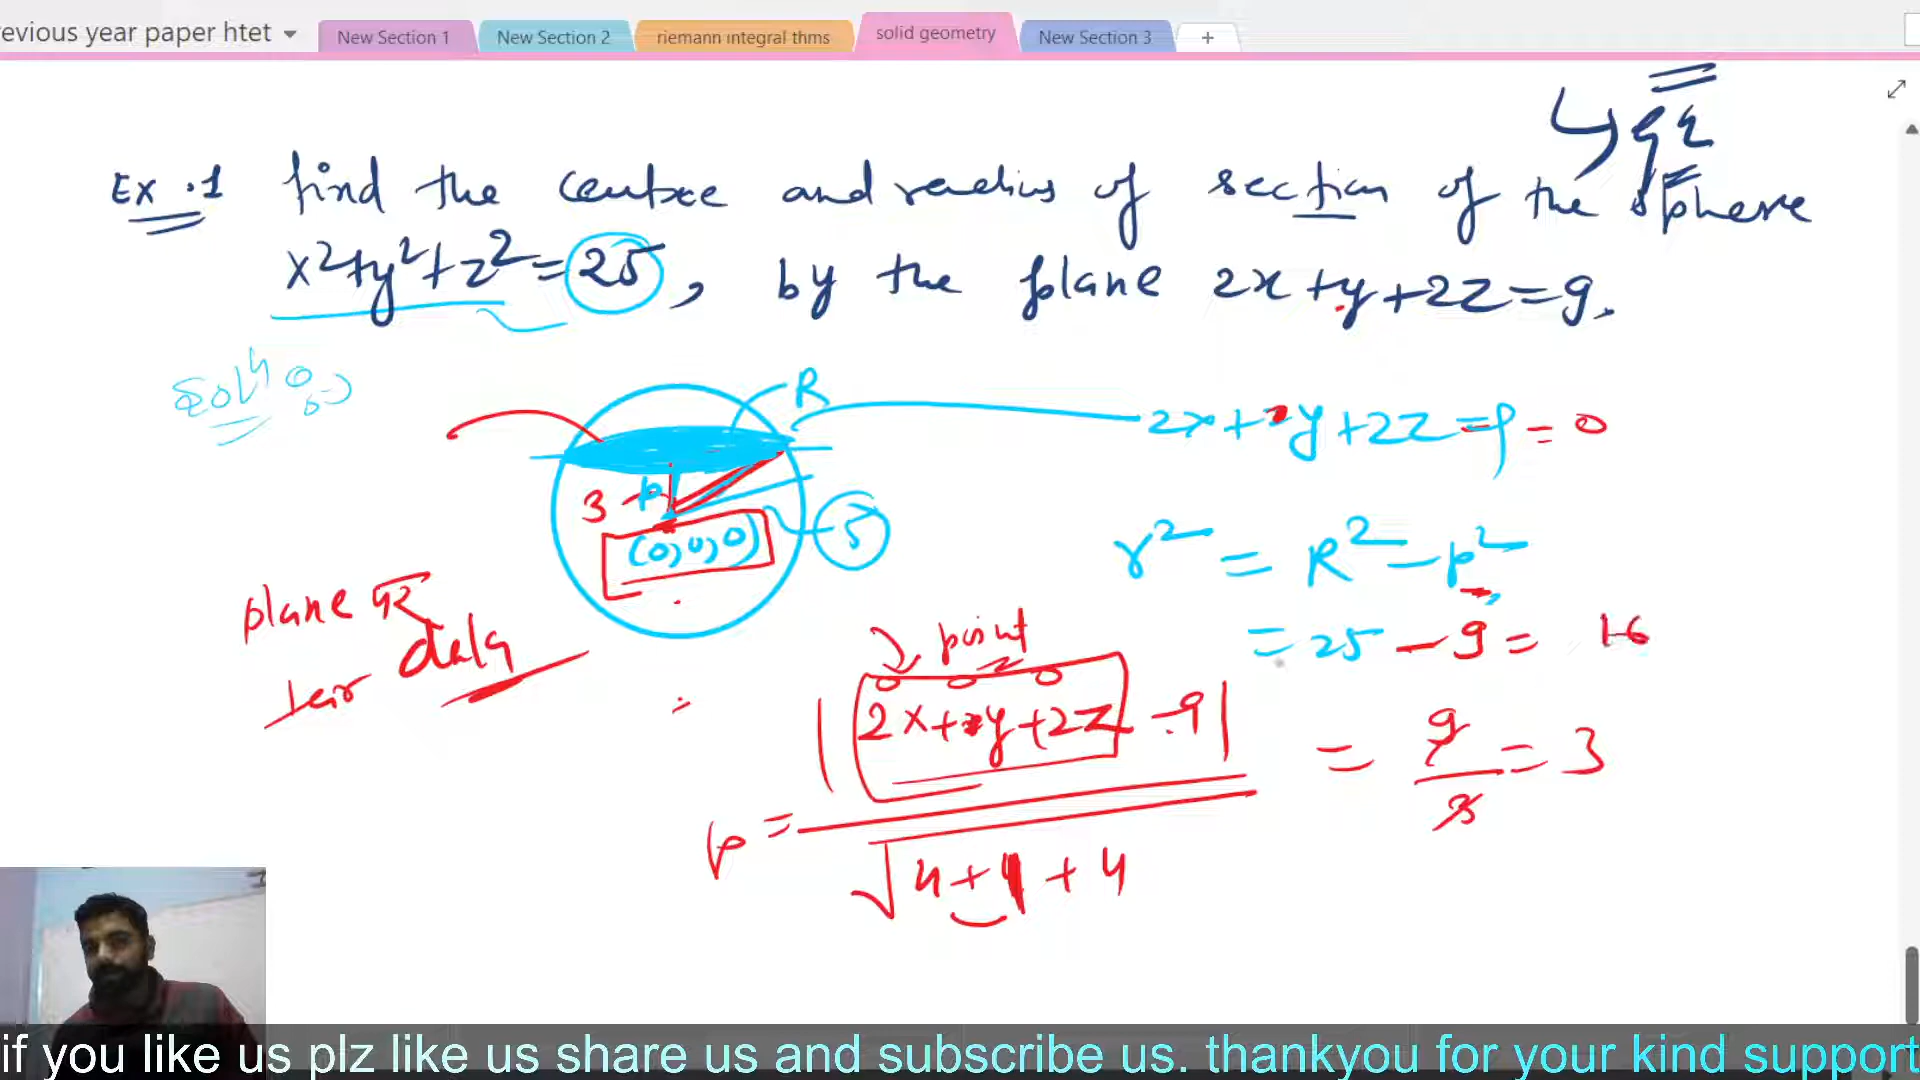 evious year paper htet
New Section 1
New Section 2
riemann integral thms
solid geometry
New Section 3
+
Ex.1 find the centre and radius of section of the sphere
x²+y²+z²=25, by the plane 2x+y+2z=9.
Solⁿ
R
2x+y+2z-9=0
3 p
(0,0,0)
5
r² = R²-p²
= 25 - 9 = 16
plane
point
2x+y+2z -9
= 9/3 = 3
p =
√4+1+4
if you like us plz like us share us and subscribe us. thankyou for your kind support